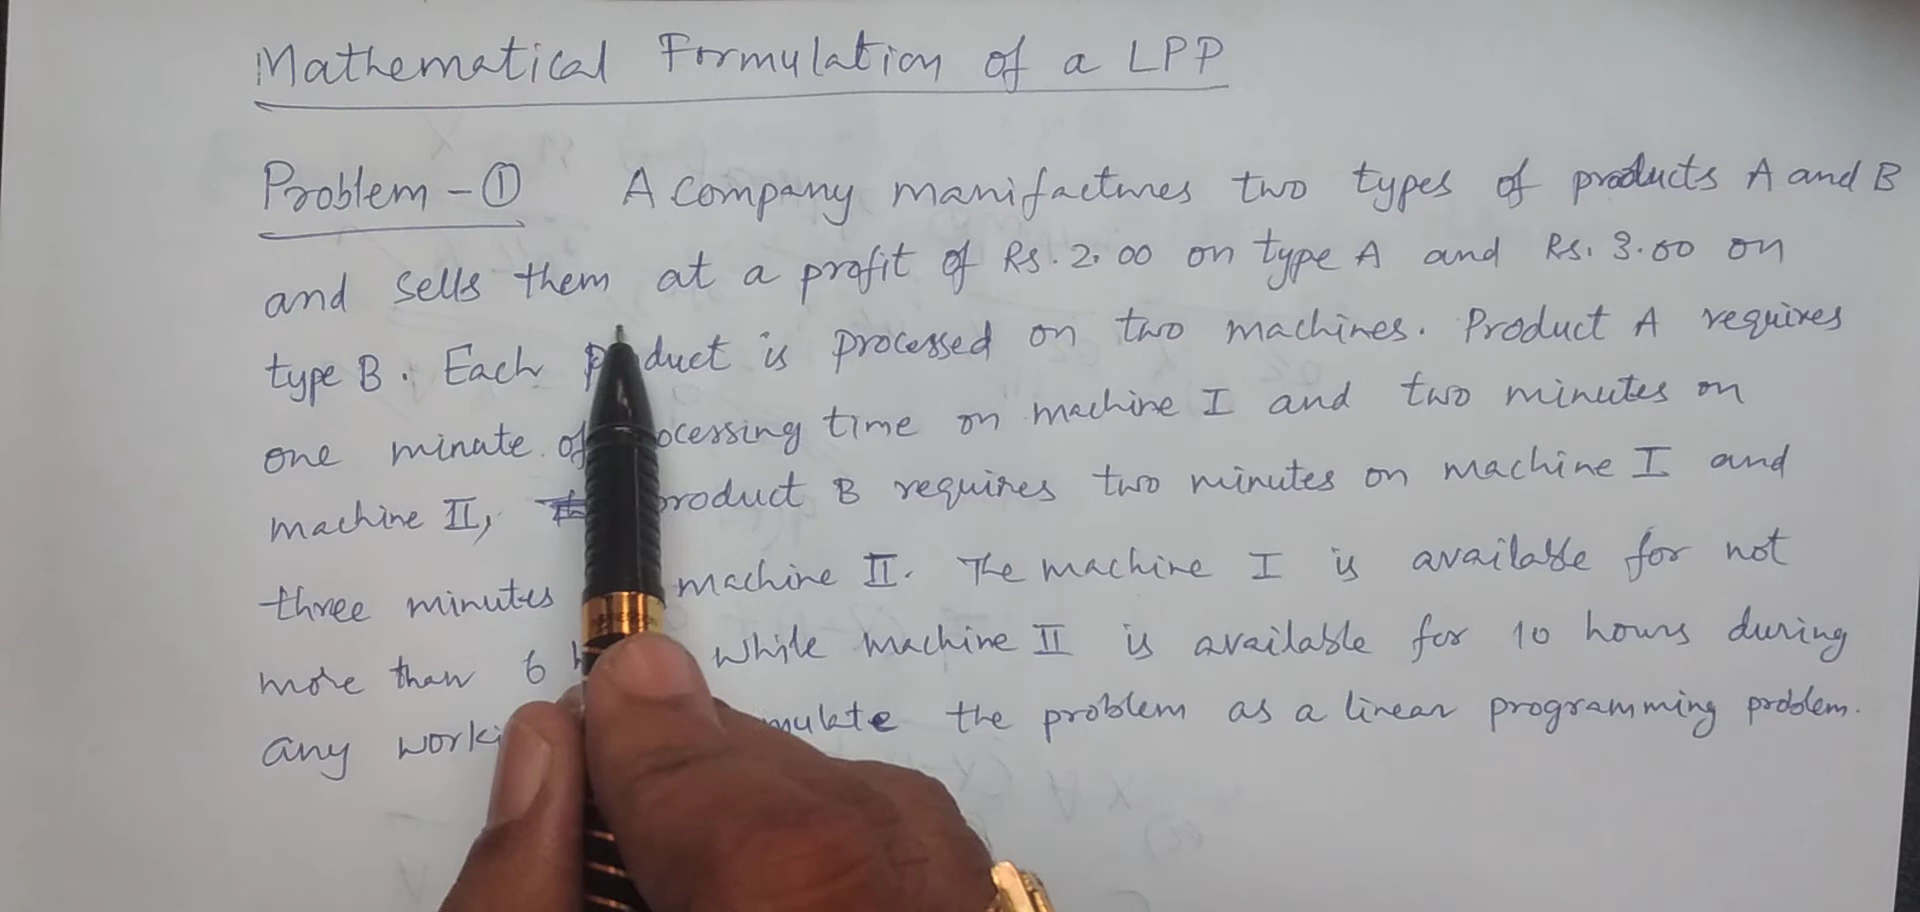 Mathematical Formulation of a LPP
Problem - ① A company manifactures two types of products A and B
and sells them at a profit of Rs. 2.00 on type A and Rs. 3.00 on
type B. Each is processed on two machines. Product A requires
one minute time on machine I and two minutes on
machine II, B requires two minutes on machine I and
three minutes machine II. The machine I is available for not
more than 6 while machine II is available for 10 hours during
any the problem as a linear programming problem.